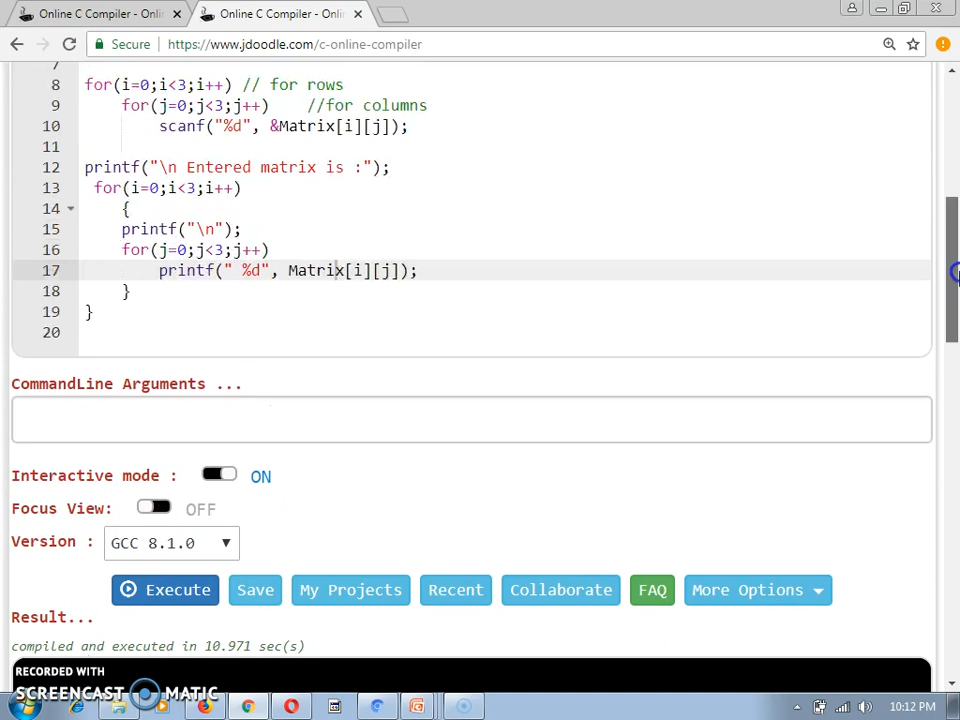 Online C Compiler - Onli
Online C Compiler - Onli
Secure https://www.jdoodle.com/c-online-compiler
7
8 for(i=0;i<3;i++) // for rows
9 for(j=0;j<3;j++) //for columns
10 scanf("%d", &Matrix[i][j]);
11
12 printf("\n Entered matrix is :");
13 for(i=0;i<3;i++)
14 {
15 printf("\n");
16 for(j=0;j<3;j++)
17 printf(" %d", Matrix[i][j]);
18 }
19 }
20
CommandLine Arguments ...
Interactive mode : ON
Focus View: OFF
Version : GCC 8.1.0
Execute Save My Projects Recent Collaborate FAQ More Options
Result...
compiled and executed in 10.971 sec(s)
RECORDED WITH
SCREENCAST MATIC
10:12 PM